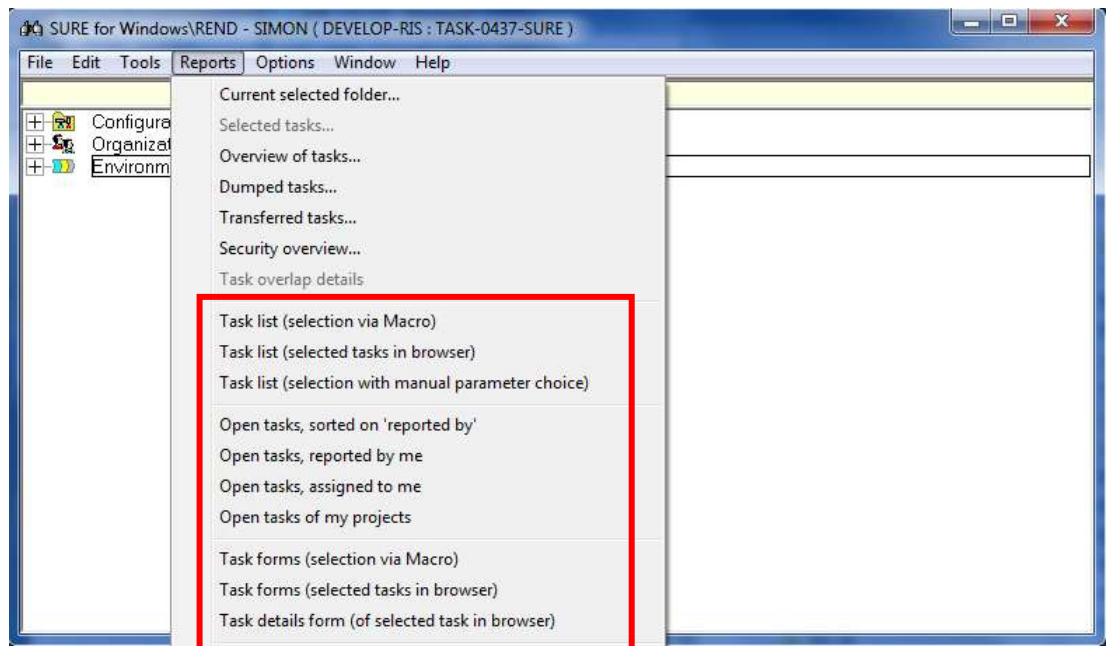 SURE for Windows\REND - SIMON ( DEVELOP-RIS : TASK-0437-SURE )
File Edit Tools Reports Options Window Help
Current selected folder...
Configura
Selected tasks...
Organizat
Overview of tasks...
Environm
Dumped tasks...
Transferred tasks...
Security overview...
Task overlap details
Task list (selection via Macro)
Task list (selected tasks in browser)
Task list (selection with manual parameter choice)
Open tasks, sorted on 'reported by'
Open tasks, reported by me
Open tasks, assigned to me
Open tasks of my projects
Task forms (selection via Macro)
Task forms (selected tasks in browser)
Task details form (of selected task in browser)